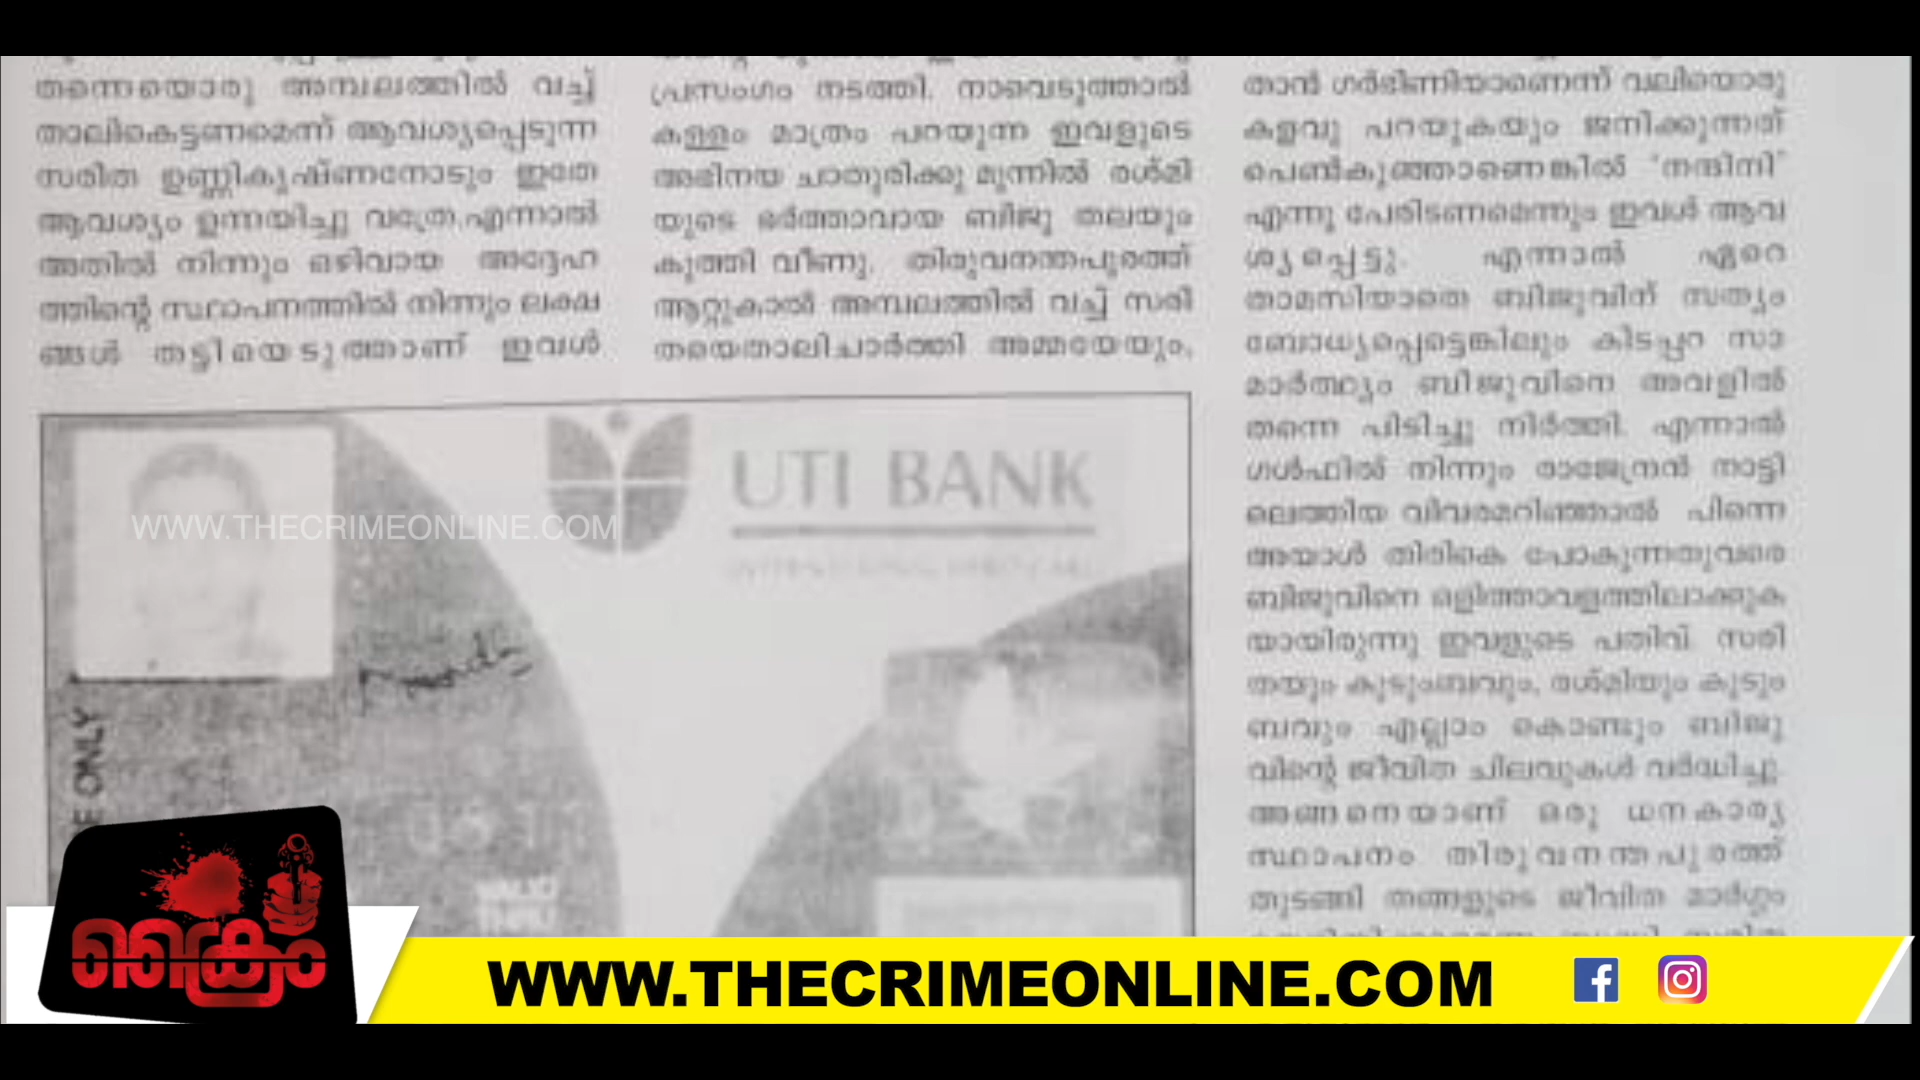 തന്നെയൊരു അമ്പലത്തിൽ വച്ച്
താലികെട്ടണമെന്ന് ആവശ്യപ്പെടുന്ന
സരിത ഉണ്ണികൃഷ്ണനോടും ഇതേ
ആവശ്യം ഉന്നയിച്ചു വത്രേ.എന്നാൽ
അതിൽ നിന്നും ഒഴിവായ അദ്ദേഹ
ത്തിന്റെ സ്ഥാപനത്തിൽ നിന്നും ലക്ഷ
ങ്ങൾ തട്ടിയെടുത്താണ് ഇവൾ
പ്രസംഗം നടത്തി. നാവെടുത്താൽ
കള്ളം മാത്രം പറയുന്ന ഇവളുടെ
അഭിനയ ചാതുരിക്കു മുന്നിൽ രശ്മി
യുടെ ഭർത്താവായ ബിജു തലയും
കുത്തി വീണു. തിരുവനന്തപുരത്ത്
ആറ്റുകാൽ അമ്പലത്തിൽ വച്ച് സരി
തയെതാലിചാർത്തി അമ്മയേയും,
താൻ ഗർഭിണിയാണെന്ന് വലിയൊരു
കളവു പറയുകയും ജനിക്കുന്നത്
പെൺകുഞ്ഞാണെങ്കിൽ "നന്ദിനി"
എന്നു പേരിടണമെന്നും ഇവൾ ആവ
ശ്യപ്പെട്ടു. എന്നാൽ ഏറെ
താമസിയാതെ ബിജുവിന് സത്യം
ബോധ്യപ്പെട്ടെങ്കിലും കിടപ്പറ സാ
മാർത്ഥ്യം ബിജുവിനെ അവളിൽ
തന്നെ പിടിച്ചു നിർത്തി. എന്നാൽ
ഗൾഫിൽ നിന്നും രാജേന്ദ്രൻ നാട്ടി
ലെത്തിയ വിവരമറിഞ്ഞാൽ പിന്നെ
അയാൾ തിരികെ പോകുന്നതുവരെ
ബിജുവിനെ ഒളിത്താവളത്തിലാക്കുക
യായിരുന്നു ഇവളുടെ പതിവ്. സരി
തയും കുടുംബവും, രശ്മിയും കുടും
ബവും എല്ലാം കൊണ്ടും ബിജു
വിന്റെ ജീവിത ചിലവുകൾ വർദ്ധിച്ചു.
അങ്ങനെയാണ് ഒരു ധനകാര്യ
സ്ഥാപനം തിരുവനന്തപുരത്ത്
തുടങ്ങി തങ്ങളുടെ ജീവിത മാർഗ്ഗം
UTI BANK
E ONLY
WWW.THECRIMEONLINE.COM
ക്രൈം
WWW.THECRIMEONLINE.COM